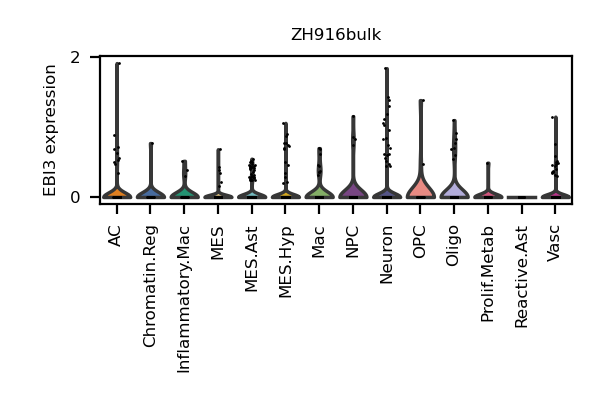 ZH916bulk
EBI3 expression
2
0
AC
Chromatin.Reg
Inflammatory.Mac
MES
MES.Ast
MES.Hyp
Mac
NPC
Neuron
OPC
Oligo
Prolif.Metab
Reactive.Ast
Vasc